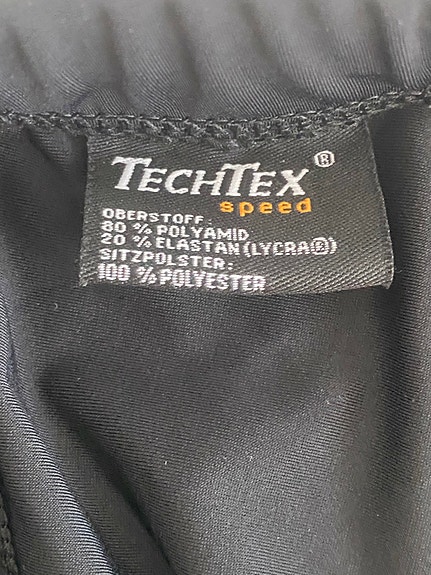 TECHTEX®
speed
OBERSTOFF:
80 % POLYAMID
20 % ELASTAN (LYCRA®)
SITZPOLSTER:
100 % POLYESTER